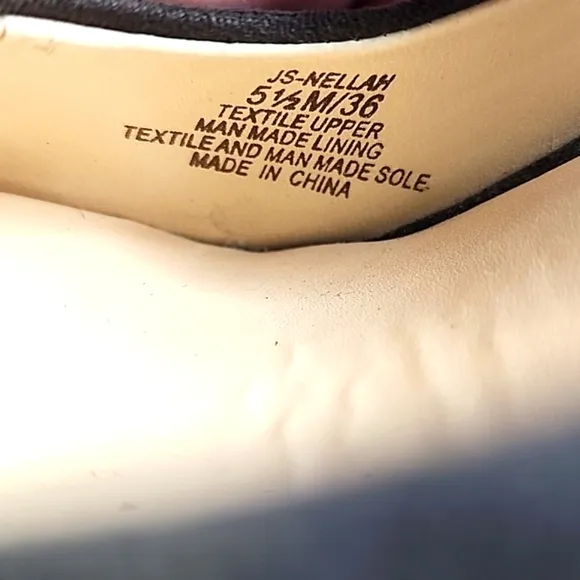 JS-NELLAH
5½M/36
TEXTILE UPPER
MAN MADE LINING
TEXTILE AND MAN MADE SOLE
MADE IN CHINA